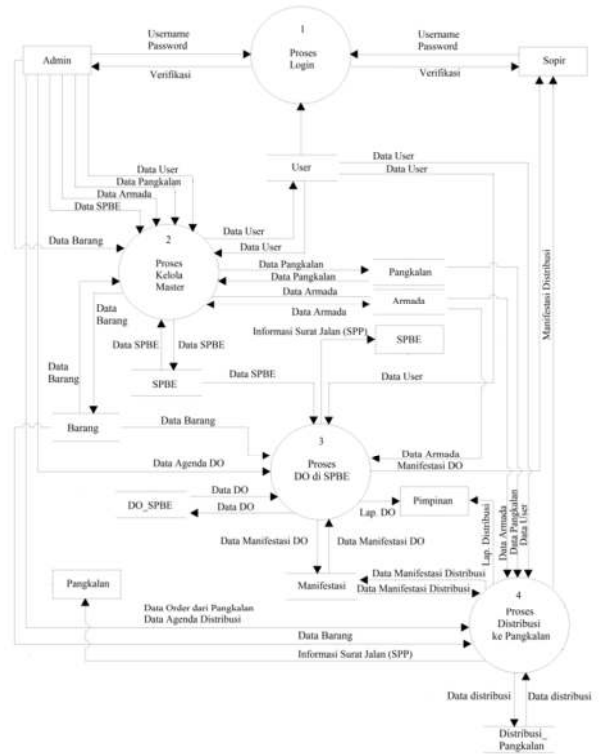 1
Proses
Login
Admin
Sopir
Username
Password
Verifikasi
Username
Password
Verifikasi
User
Data User
Data User
Data User
Data Pangkalan
Data Armada
Data SPBE
Data User
Data User
Data Barang
2
Proses
Kelola
Master
Data Pangkalan
Data Pangkalan
Pangkalan
Data Armada
Data Armada
Armada
Manifestasi Distribusi
Data
Barang
Data
Barang
Data SPBE
Data SPBE
Informasi Surat Jalan (SPP)
SPBE
SPBE
Data SPBE
Data User
Barang
Data Barang
3
Proses
DO di SPBE
Data Armada
Manifestasi DO
Data Agenda DO
DO_SPBE
Data DO
Data DO
Lap. DO
Pimpinan
Lap. Distribusi
Data Armada
Data Pangkalan
Data User
Data Manifestasi DO
Data Manifestasi DO
Manifestasi
Data Manifestasi Distribusi
Data Manifestasi Distribusi
Pangkalan
4
Proses
Distribusi
ke Pangkalan
Data Order dari Pangkalan
Data Agenda Distribusi
Data Barang
Informasi Surat Jalan (SPP)
Data distribusi
Data distribusi
Distribusi_
Pangkalan